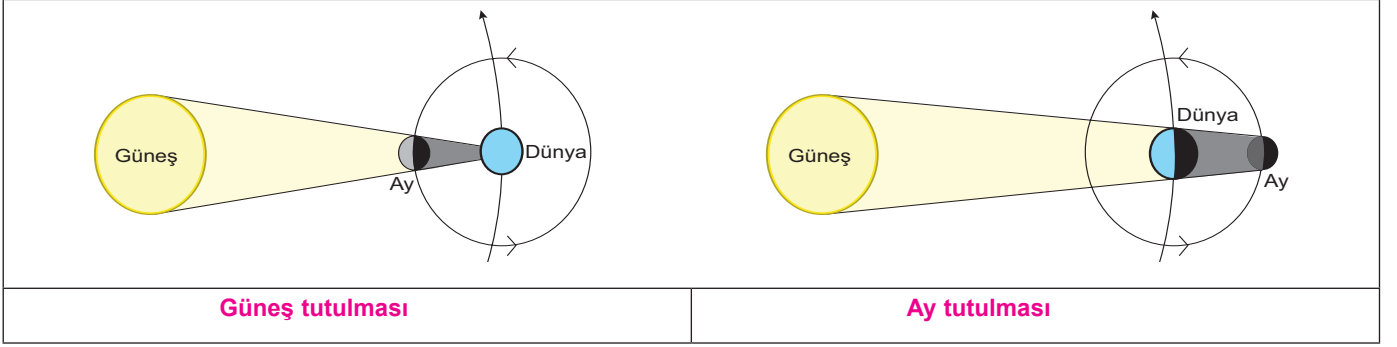 Güneş
Ay
Dünya
Güneş
Dünya
Ay
Güneş tutulması
Ay tutulması